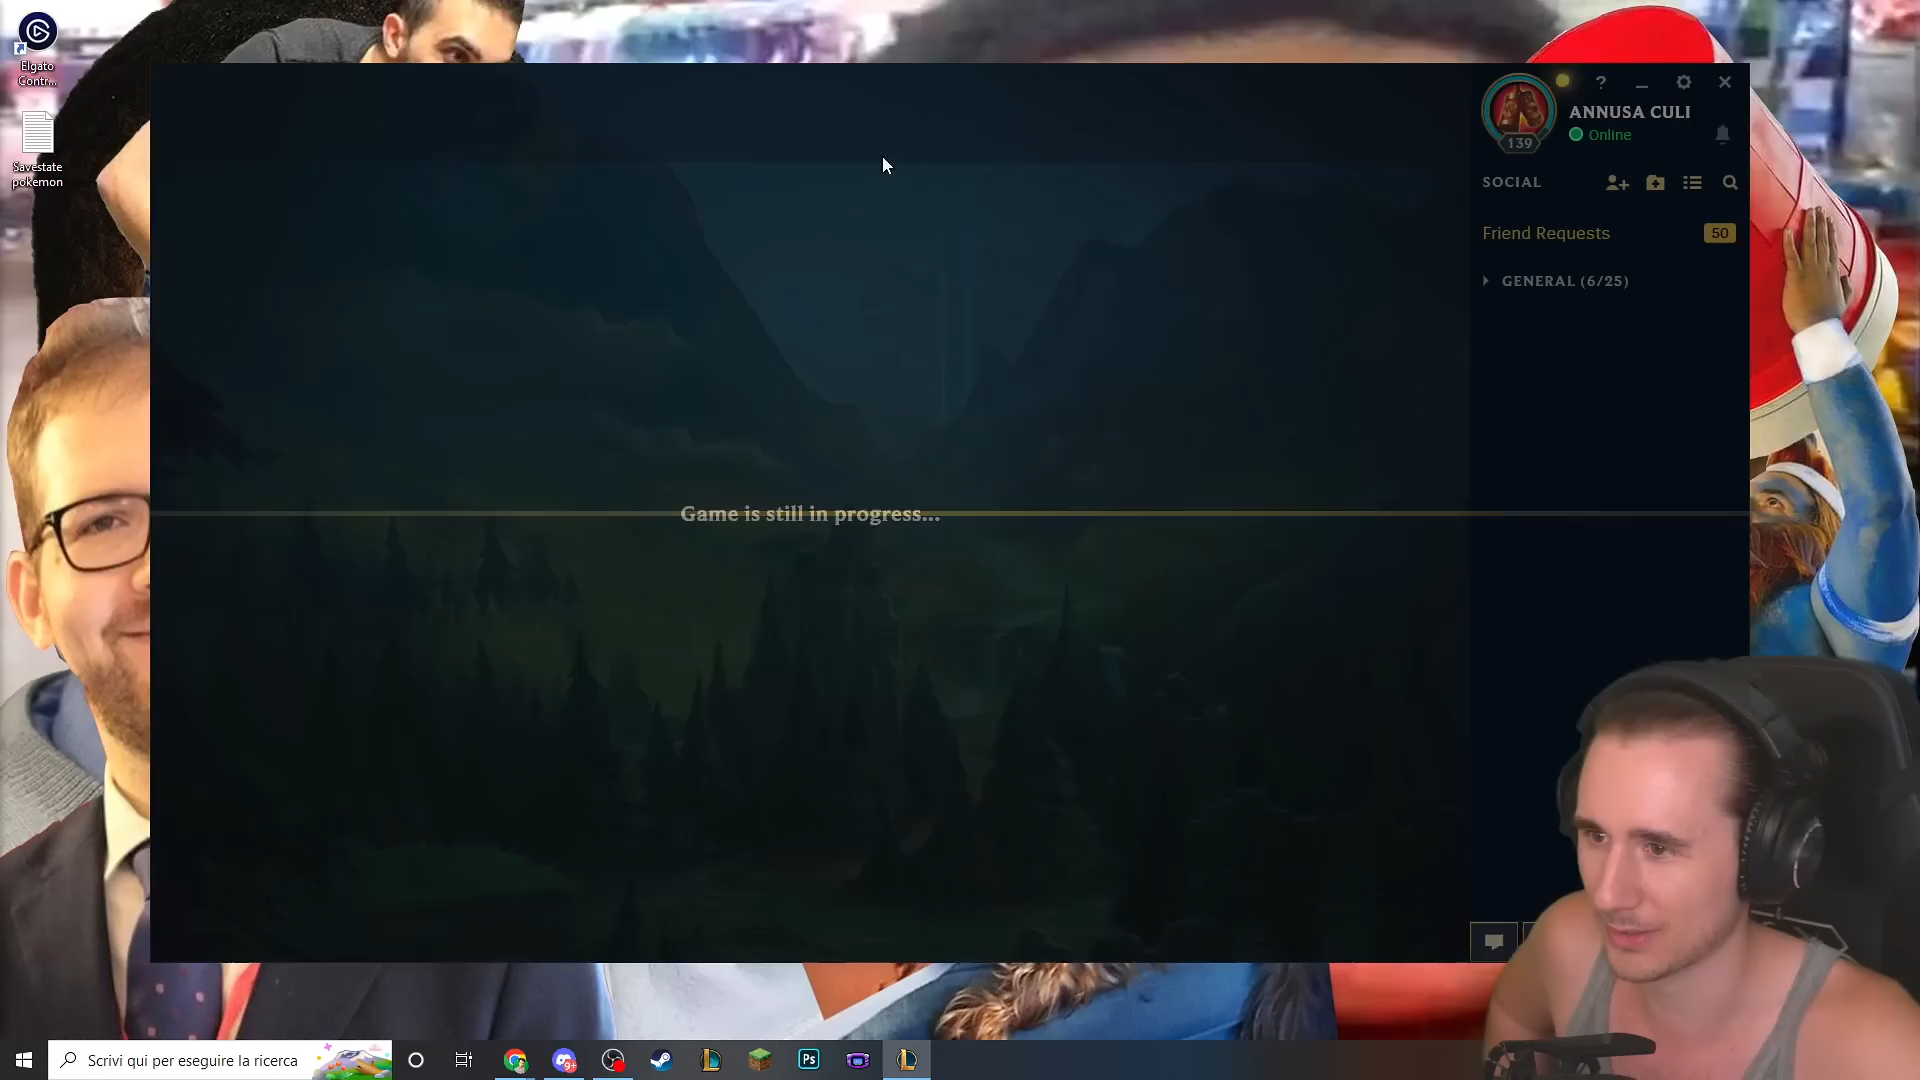 Elgato
Contr...
Savestate
pokemon
?
139
ANNUSA CULI
Online
SOCIAL
Friend Requests
50
GENERAL (6/25)
Game is still in progress...
Scrivi qui per eseguire la ricerca
9+
Ps